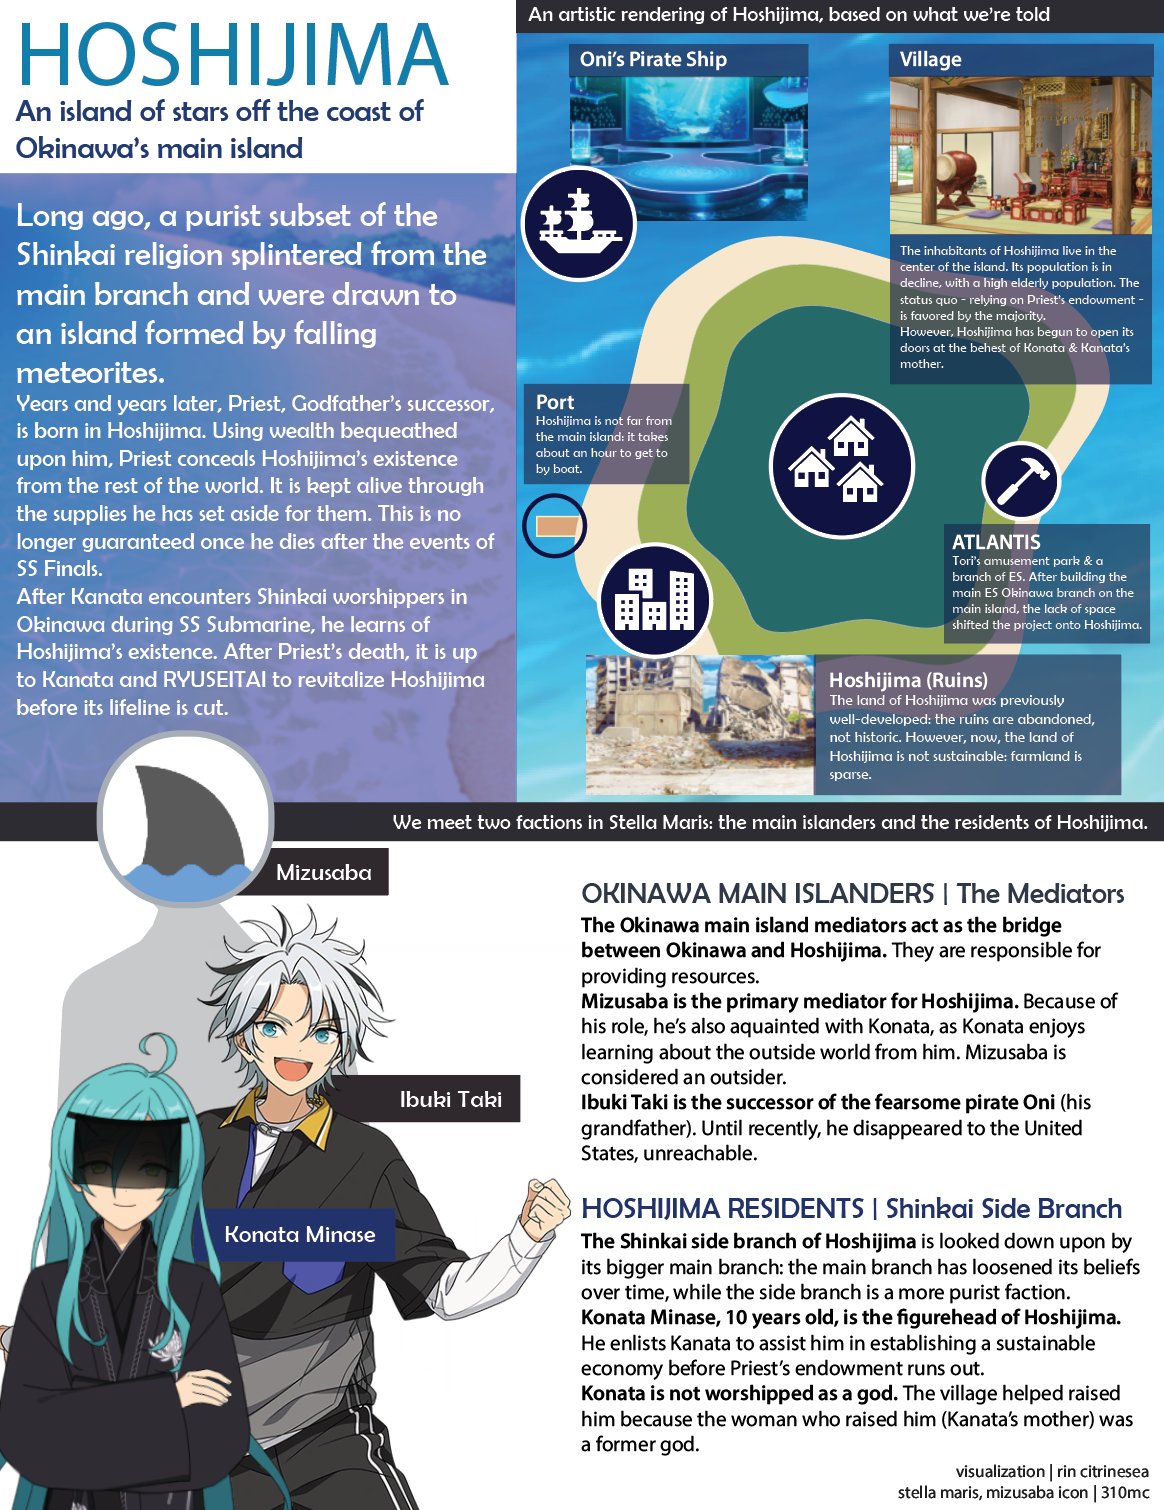 HOSHIJIMA
An island of stars off the coast of
Okinawa's main island
Long ago, a purist subset of the
Shinkai religion splintered from the
main branch and were drawn to
an island formed by falling
meteorites.
Years and years later, Priest, Godfather's successor,
is born in Hoshijima. Using wealth bequeathed
upon him, Priest conceals Hoshijima's existence
from the rest of the world. It is kept alive through
the supplies he has set aside for them. This is no
longer guaranteed once he dies after the events of
SS Finals.
After Kanata encounters Shinkai worshippers in
Okinawa during SS Submarine, he learns of
Hoshijima's existence. After Priest's death, it is up
to Kanata and RYUSEITAI to revitalize Hoshijima
before its lifeline is cut.
An artistic rendering of Hoshijima, based on what we're told
Oni's Pirate Ship
Village
The inhabitants of Hoshijima live in the
center of the island. Its population is in
decline, with a high elderly population. The
status quo - relying on Priest's endowment -
is favored by the majority.
However, Hoshijima has begun to open its
doors at the behest of Konata & Kanata's
mother.
Port
Hoshijima is not far from
the main island: it takes
about an hour to get to
by boat.
ATLANTIS
Tori's amusement park & a
branch of ES. After building the
main ES Okinawa branch on the
main island, the lack of space
shifted the project onto Hoshijima.
Hoshijima (Ruins)
The land of Hoshijima was previously
well-developed: the ruins are abandoned,
not historic. However, now, the land of
Hoshijima is not sustainable: farmland is
sparse.
We meet two factions in Stella Maris: the main islanders and the residents of Hoshijima.
Mizusaba
Ibuki Taki
Konata Minase
OKINAWA MAIN ISLANDERS | The Mediators
The Okinawa main island mediators act as the bridge
between Okinawa and Hoshijima. They are responsible for
providing resources.
Mizusaba is the primary mediator for Hoshijima. Because of
his role, he's also aquainted with Konata, as Konata enjoys
learning about the outside world from him. Mizusaba is
considered an outsider.
Ibuki Taki is the successor of the fearsome pirate Oni (his
grandfather). Until recently, he disappeared to the United
States, unreachable.
HOSHIJIMA RESIDENTS | Shinkai Side Branch
The Shinkai side branch of Hoshijima is looked down upon by
its bigger main branch: the main branch has loosened its beliefs
over time, while the side branch is a more purist faction.
Konata Minase, 10 years old, is the figurehead of Hoshijima.
He enlists Kanata to assist him in establishing a sustainable
economy before Priest's endowment runs out.
Konata is not worshipped as a god. The village helped raised
him because the woman who raised him (Kanata's mother) was
a former god.
visualization | rin citrinesea
stella maris, mizusaba icon | 310mc